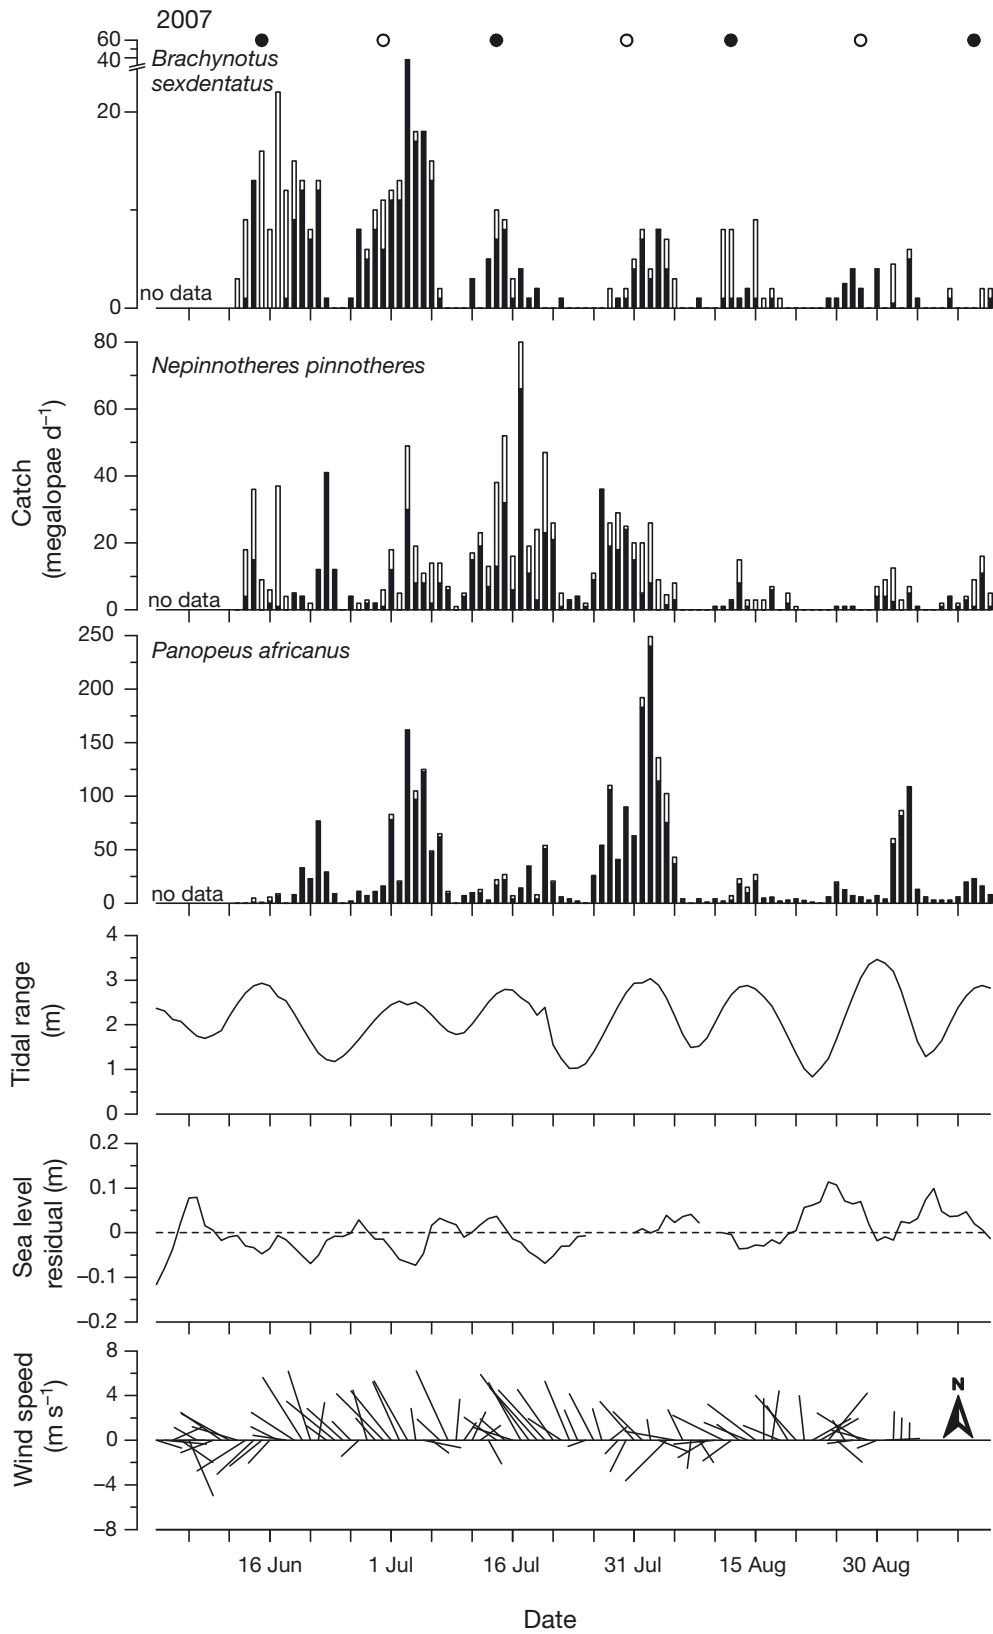 2007
60
40
Brachynotus
sexdentatus
20
no data
0
80
Nepinnotheres pinnotheres
60
40
20
no data
0
Catch
(megalopae d–1)
250
Panopeus africanus
200
150
100
50
no data
0
4
3
2
1
0
Tidal range
(m)
0.2
0.1
0
–0.1
–0.2
Sea level
residual (m)
8
4
0
–4
–8
Wind speed
(m s–1)
N
16 Jun 1 Jul 16 Jul 31 Jul 15 Aug 30 Aug
Date